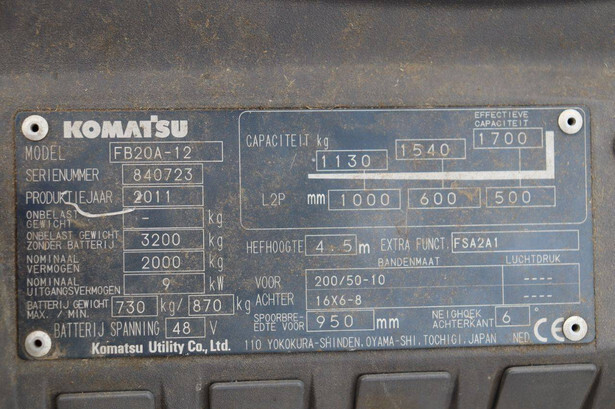 KOMATSU
MODEL FB20A-12
SERIENUMMER 840723
PRODUKTIEJAAR 2011
ONBELAST GEWICHT - kg
ONBELAST GEWICHT ZONDER BATTERIJ 3200 kg
NOMINAAL VERMOGEN 2000 kg
NOMINAAL UITGANGSVERMOGEN 9 kW
BATTERIJ GEWICHT MAX. / MIN. 730 kg/ 870 kg
BATTERIJ SPANNING 48 V
Komatsu Utility Co., Ltd.
EFFECTIEVE CAPACITEIT
CAPACITEIT kg 1130 1540 1700
L2P mm 1000 600 500
HEFHOOGTE 4.5 m EXTRA FUNCT. FSA2A1
BANDENMAAT LUCHTDRUK
VOOR 200/50-10 ----
ACHTER 16X6-8 ----
SPOORBREEDTE VOOR 950 mm NEIGHOEK ACHTERKANT 6 °
110 YOKOKURA-SHINDEN, OYAMA-SHI, TOCHIGI, JAPAN NED CE